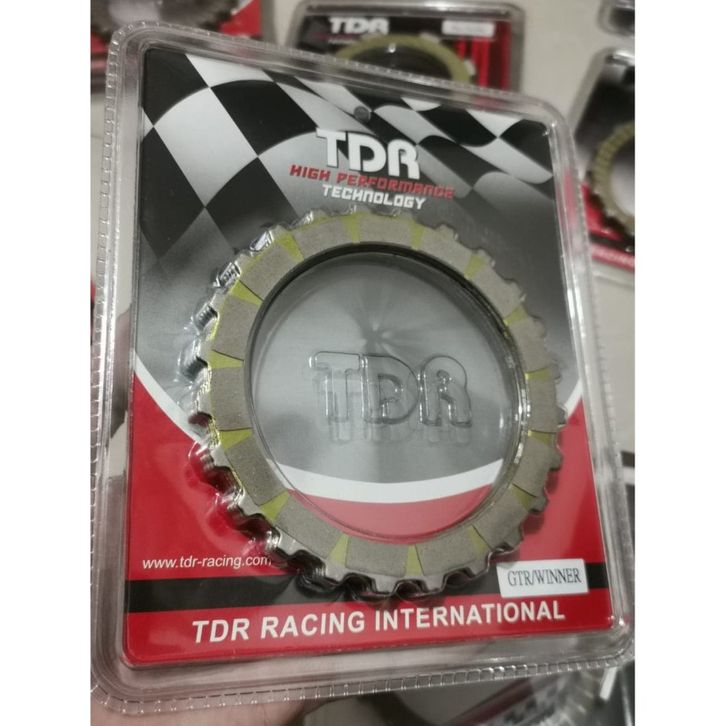 TDR
TDR
HIGH PERFORMANCE
TECHNOLOGY
TDR
www.tdr-racing.com
GTR/WINNER
TDR RACING INTERNATIONAL